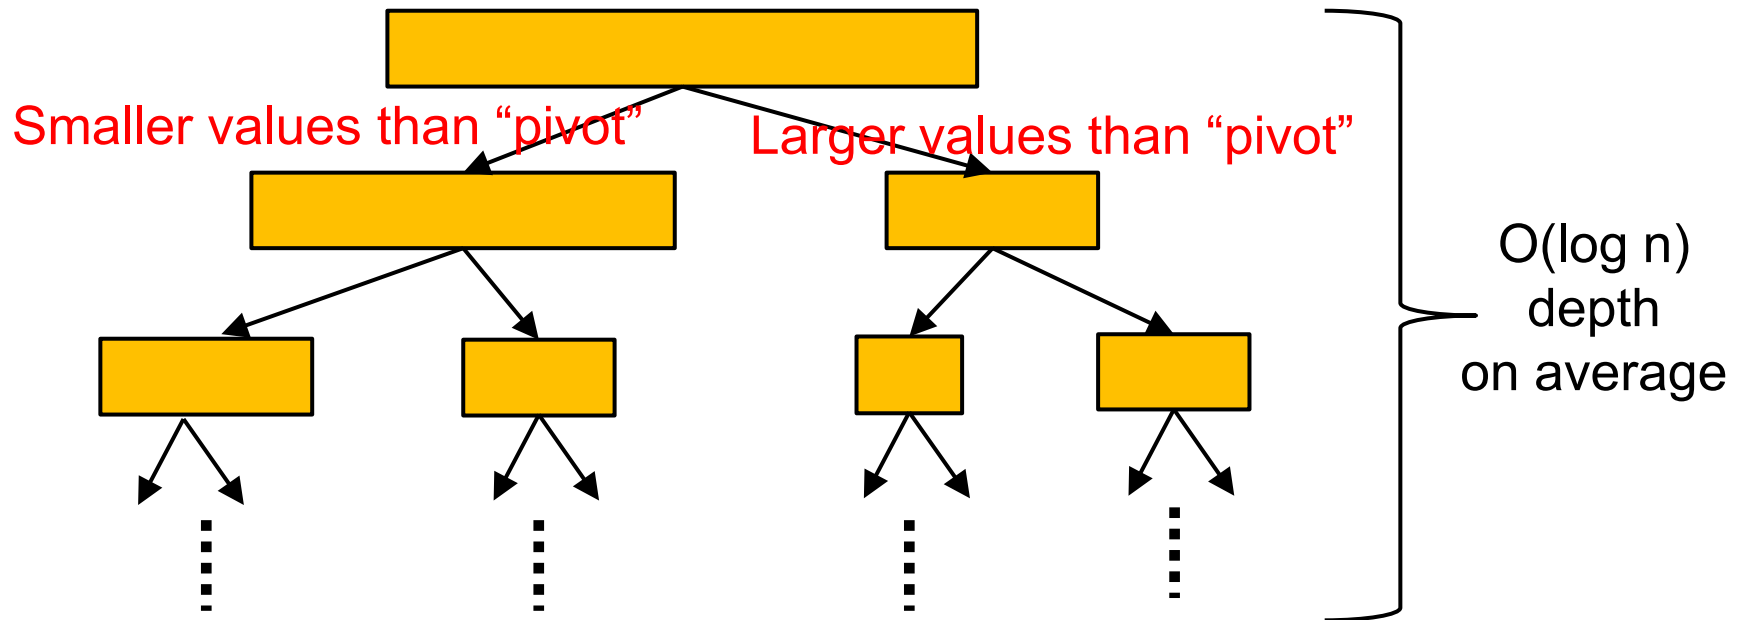 Smaller values than “pivot”
Larger values than “pivot”
O(log n)
depth
on average